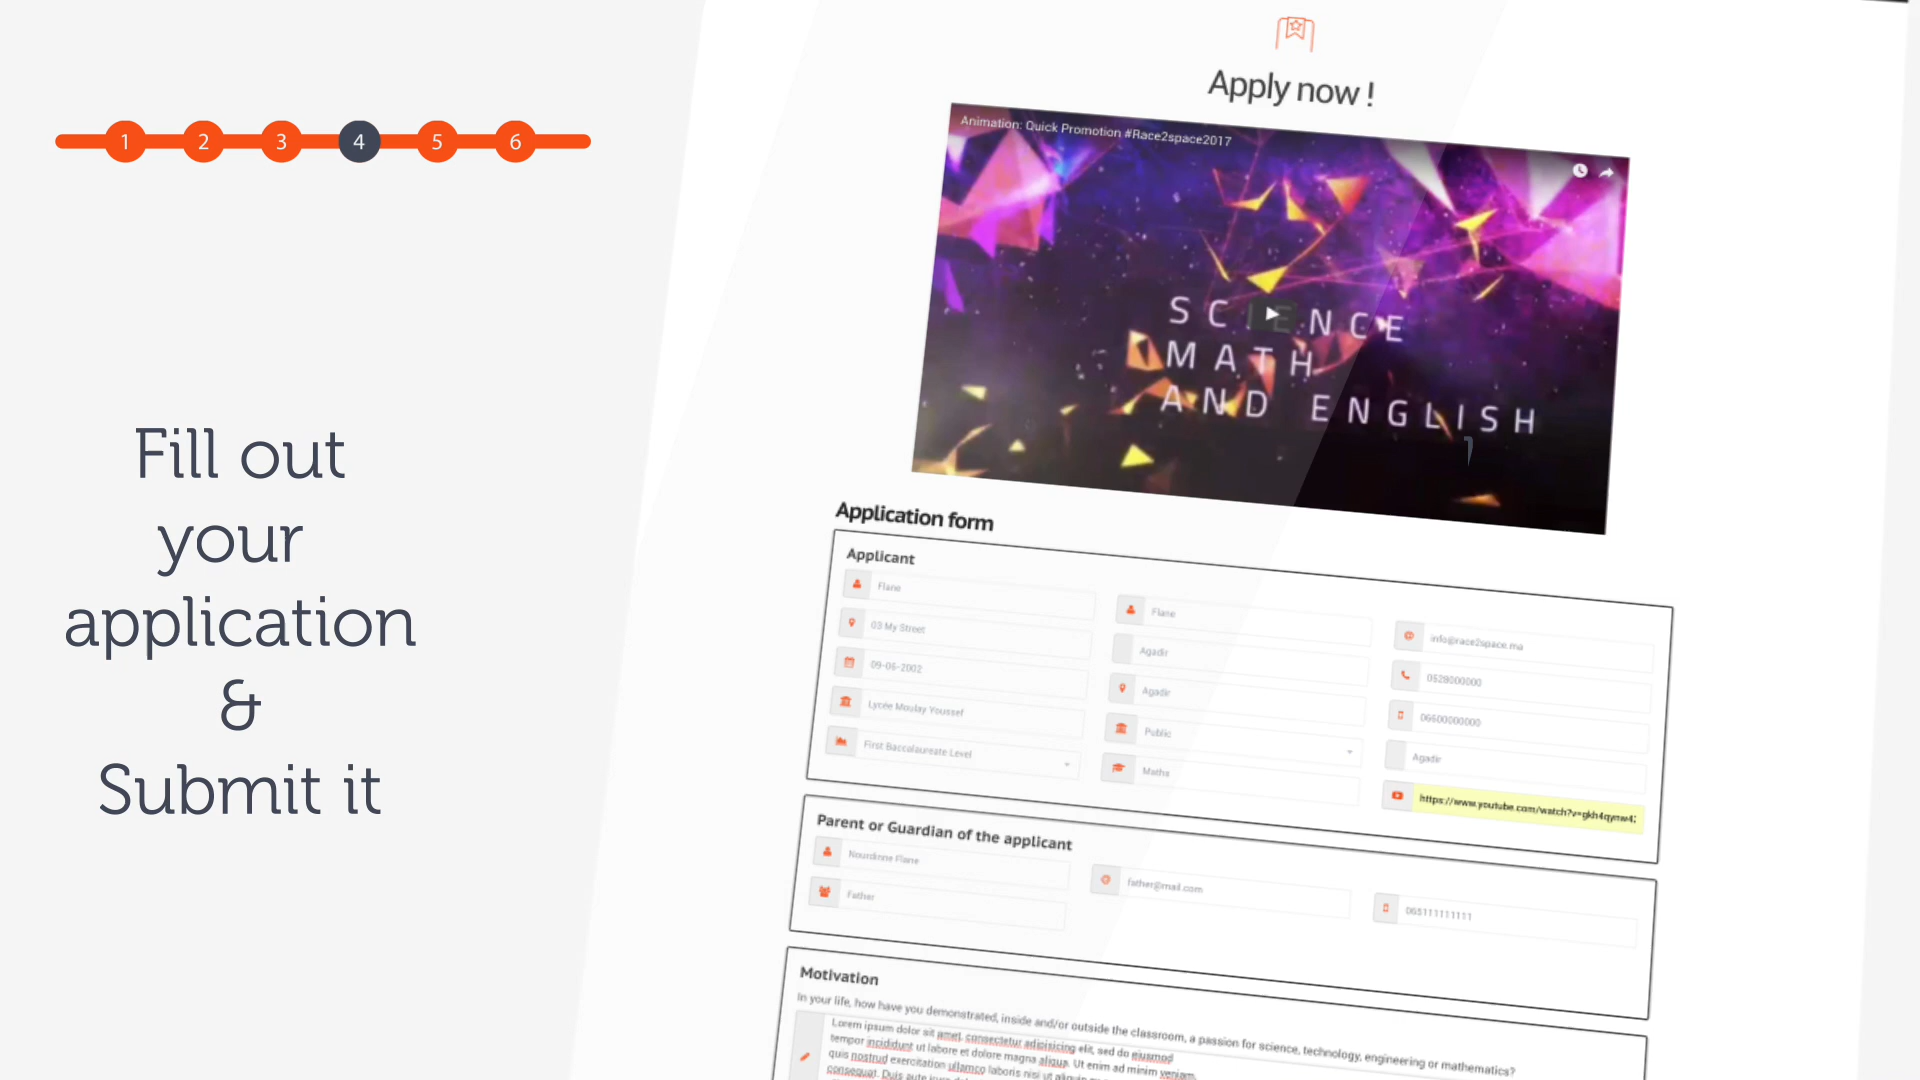 1 2 3 4 5 6
Fill out
your
application
&
Submit it
Apply now !
Animation: Quick Promotion #Race2space2017
SCIENCE
MATH
AND ENGLISH
Application form
Applicant
Flane
Flane
info@race2space.ma
03 My Street
Agadir
0528000000
09-06-2002
Agadir
06600000000
Lycée Moulay Youssef
Public
Agadir
First Baccalaureate Level
Maths
https://www.youtube.com/watch?v=gkh4qynw4
Parent or Guardian of the applicant
Nourdinne Flane
father@mail.com
065111111111
Father
Motivation
In your life, how have you demonstrated, inside and/or outside the classroom, a passion for science, technology, engineering or mathematics?
Lorem ipsum dolor sit amet, consectetur adipisicing elit, sed do eiusmod
tempor incididunt ut labore et dolore magna aliqua. Ut enim ad minim veniam,
quis nostrud exercitation ullamco laboris nisi ut aliquip
consequat. Duis aute irure